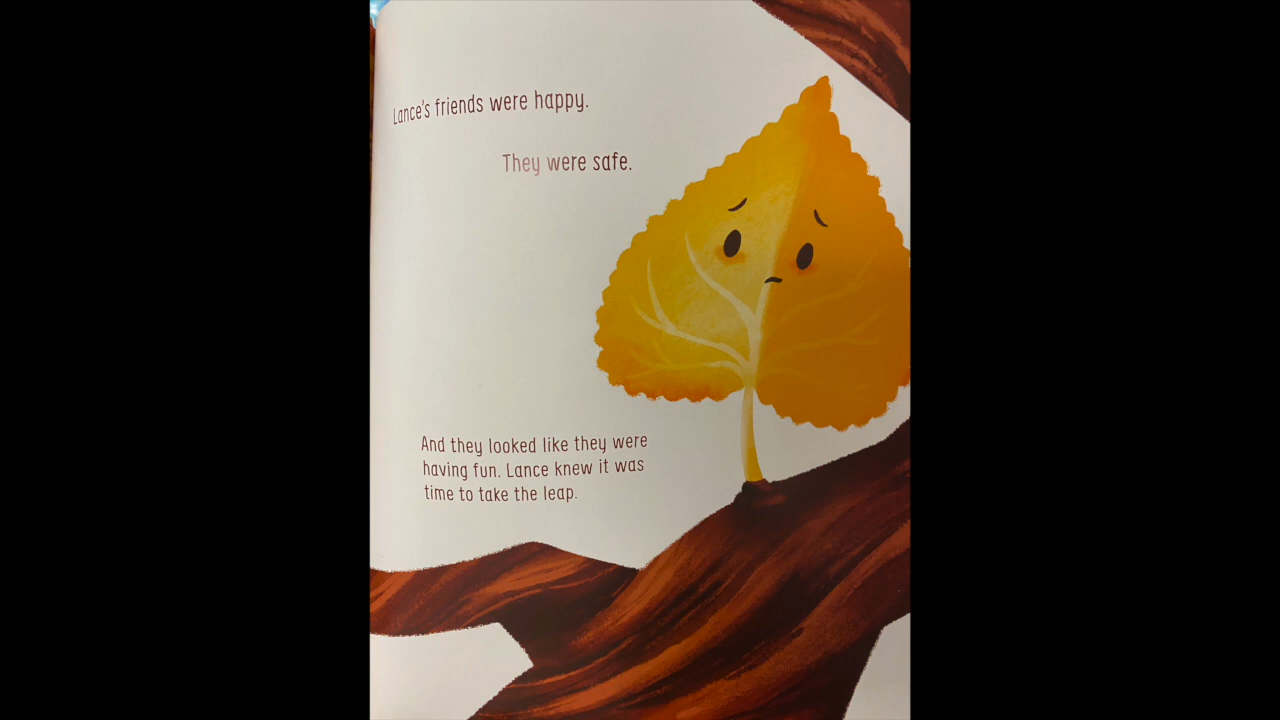 Lance's friends were happy.
They were safe.
And they looked like they were
having fun. Lance knew it was
time to take the leap.